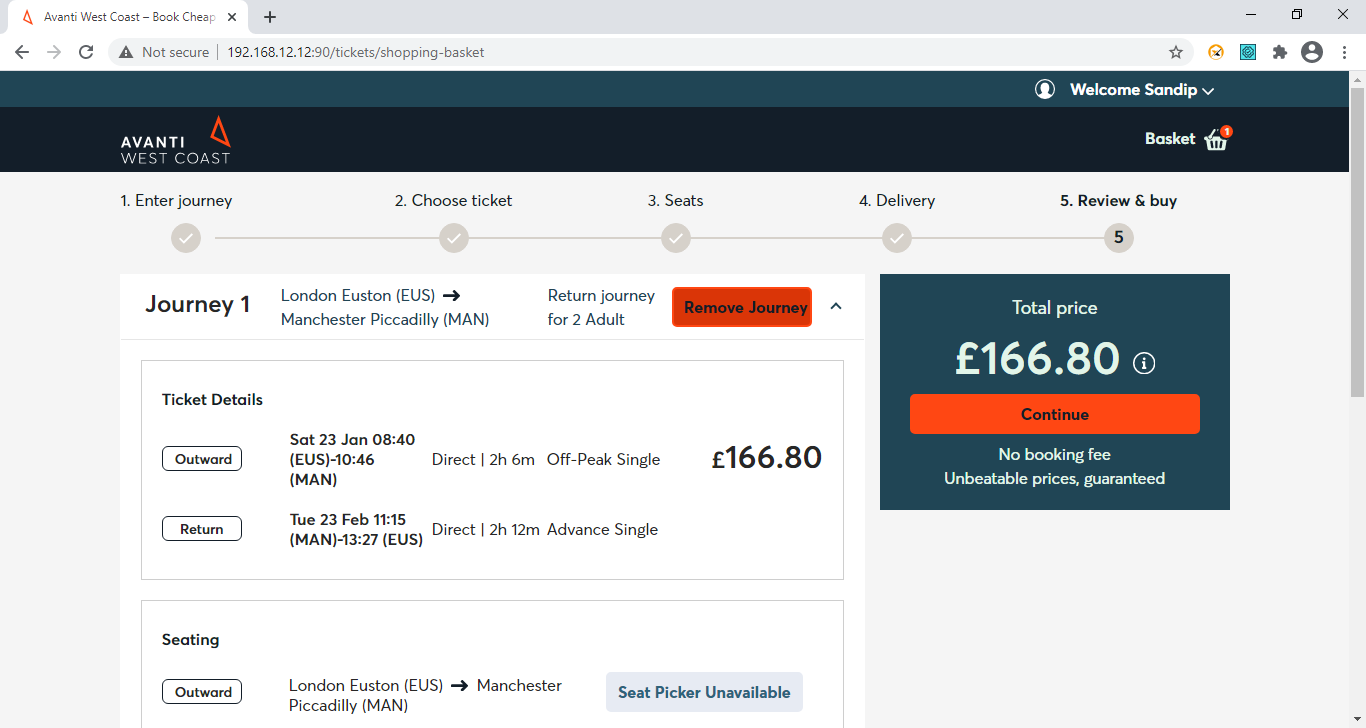 Avanti West Coast – Book Cheap
Not secure
192.168.12.12:90/tickets/shopping-basket
Welcome Sandip
AVANTI
WEST COAST
Basket 1
1. Enter journey
2. Choose ticket
3. Seats
4. Delivery
5. Review & buy
5
Journey 1
London Euston (EUS) ➔
Manchester Piccadilly (MAN)
Return journey
for 2 Adult
Remove Journey
Ticket Details
Outward
Sat 23 Jan 08:40
(EUS)-10:46
(MAN)
Direct | 2h 6m
Off-Peak Single
£166.80
Return
Tue 23 Feb 11:15
(MAN)-13:27 (EUS)
Direct | 2h 12m
Advance Single
Seating
Outward
London Euston (EUS) ➔ Manchester
Piccadilly (MAN)
Seat Picker Unavailable
Total price
£166.80
Continue
No booking fee
Unbeatable prices, guaranteed